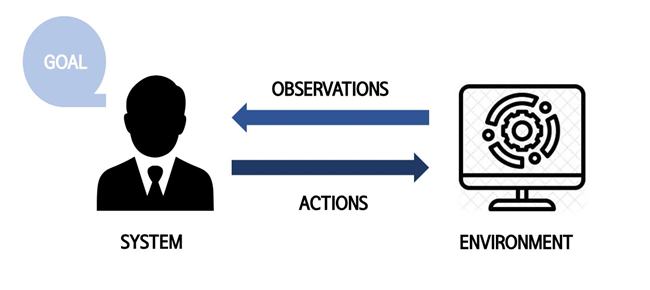 GOAL
OBSERVATIONS
ACTIONS
SYSTEM
ENVIRONMENT